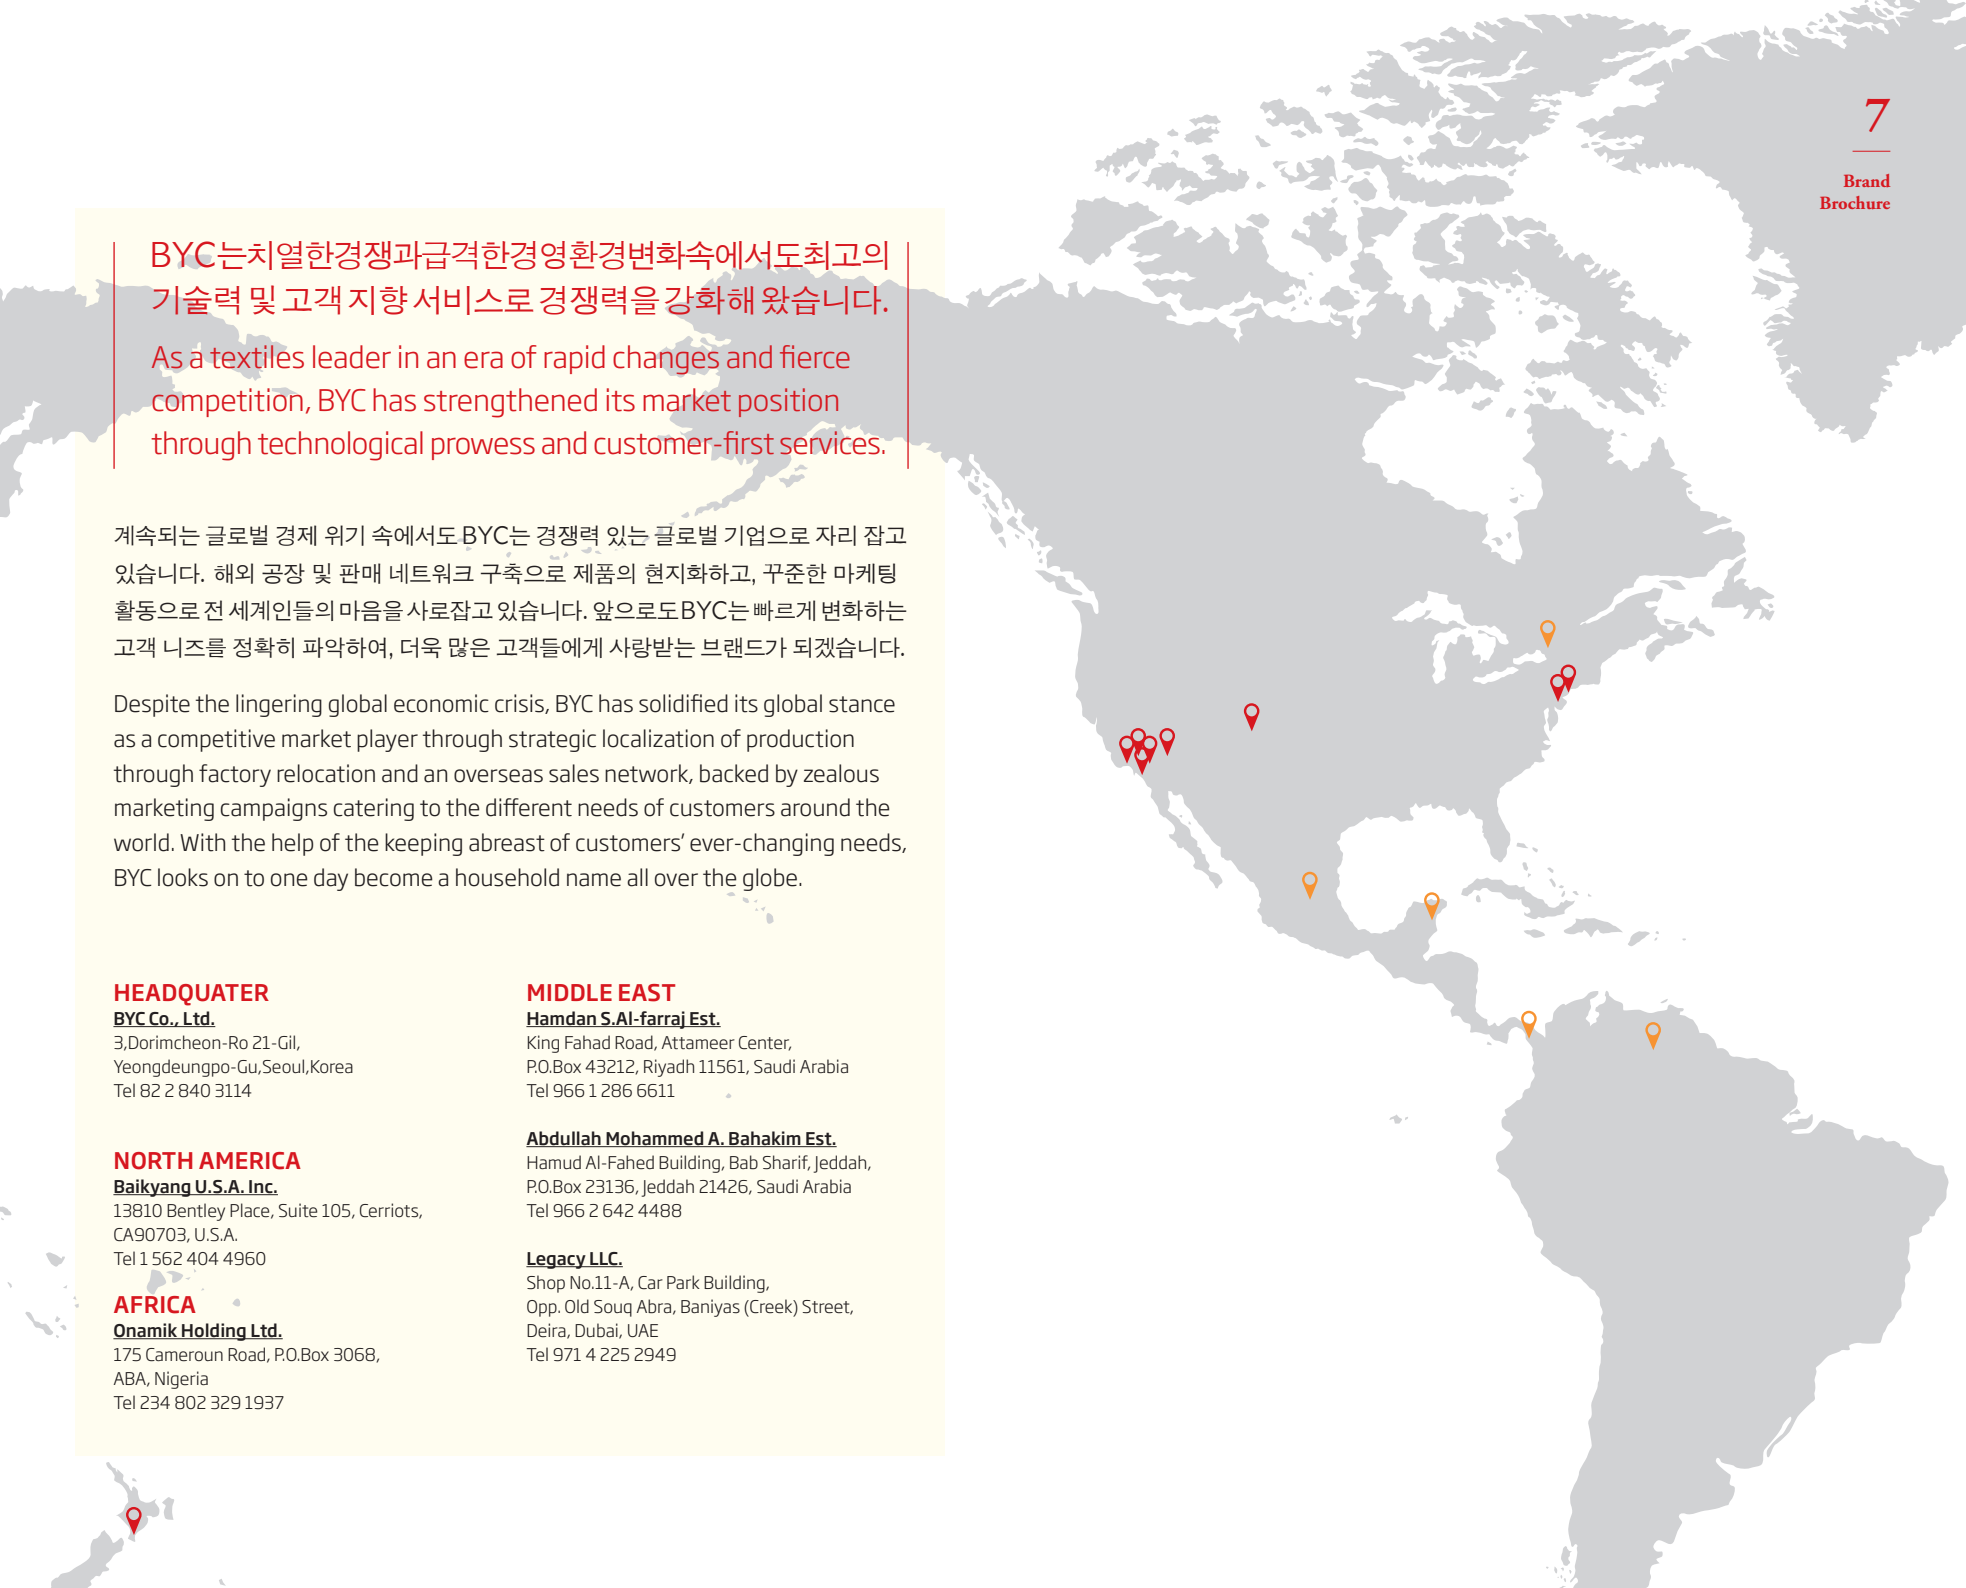 7
Brand
Brochure
BYC는치열한경쟁과급격한경영환경변화속에서도최고의
기술력 및 고객 지향 서비스로 경쟁력을 강화해 왔습니다.
As a textiles leader in an era of rapid changes and fierce
competition, BYC has strengthened its market position
through technological prowess and customer-first services.
계속되는 글로벌 경제 위기 속에서도 BYC는 경쟁력 있는 글로벌 기업으로 자리 잡고
있습니다. 해외 공장 및 판매 네트워크 구축으로 제품의 현지화하고, 꾸준한 마케팅
활동으로 전 세계인들의 마음을 사로잡고 있습니다. 앞으로도 BYC는 빠르게 변화하는
고객 니즈를 정확히 파악하여, 더욱 많은 고객들에게 사랑받는 브랜드가 되겠습니다.
Despite the lingering global economic crisis, BYC has solidified its global stance
as a competitive market player through strategic localization of production
through factory relocation and an overseas sales network, backed by zealous
marketing campaigns catering to the different needs of customers around the
world. With the help of the keeping abreast of customers’ ever-changing needs,
BYC looks on to one day become a household name all over the globe.
HEADQUATER
BYC Co., Ltd.
3,Dorimcheon-Ro 21-Gil,
Yeongdeungpo-Gu,Seoul,Korea
Tel 82 2 840 3114
NORTH AMERICA
Baikyang U.S.A. Inc.
13810 Bentley Place, Suite 105, Cerriots,
CA90703, U.S.A.
Tel 1 562 404 4960
AFRICA
Onamik Holding Ltd.
175 Cameroun Road, P.O.Box 3068,
ABA, Nigeria
Tel 234 802 329 1937
MIDDLE EAST
Hamdan S.Al-farraj Est.
King Fahad Road, Attameer Center,
P.O.Box 43212, Riyadh 11561, Saudi Arabia
Tel 966 1 286 6611
Abdullah Mohammed A. Bahakim Est.
Hamud Al-Fahed Building, Bab Sharif, Jeddah,
P.O.Box 23136, Jeddah 21426, Saudi Arabia
Tel 966 2 642 4488
Legacy LLC.
Shop No.11-A, Car Park Building,
Opp. Old Souq Abra, Baniyas (Creek) Street,
Deira, Dubai, UAE
Tel 971 4 225 2949